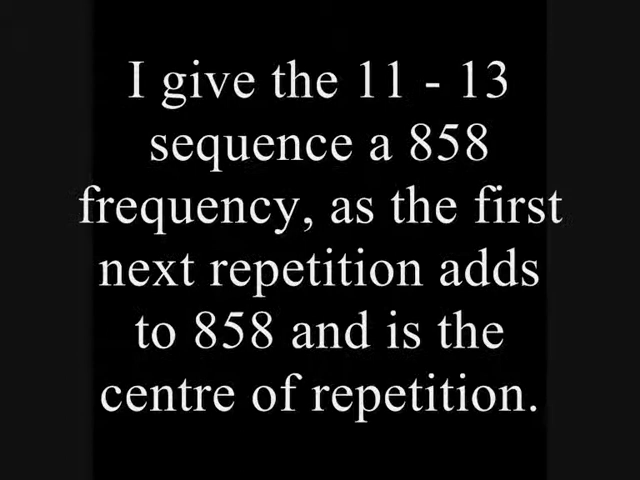 I give the 11 - 13
sequence a 858
frequency, as the first
next repetition adds
to 858 and is the
centre of repetition.